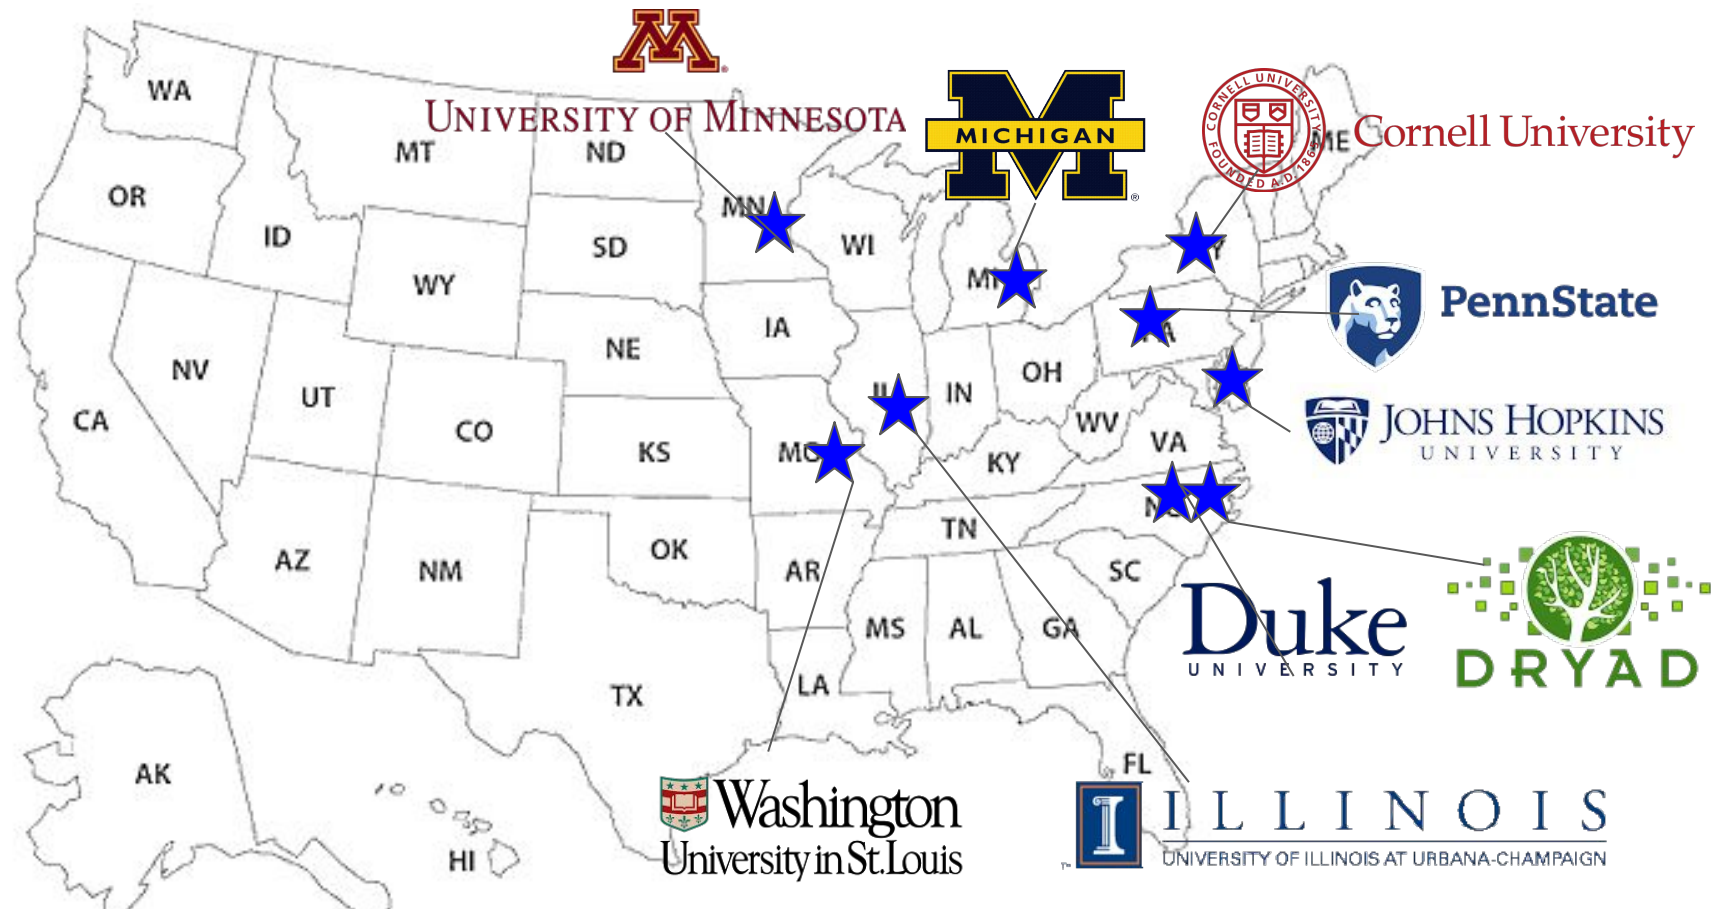 M
®
UNIVERSITY OF MINNESOTA
MICHIGAN
®
CORNELL UNIVERSITY
FOUNDED A.D. 1865
Cornell University
WA
MT
ND
MN
ME
OR
ID
SD
WI
WY
MI
PennState
IA
NE
NV
UT
CO
CA
IL
IN
OH
WV
VA
JOHNS HOPKINS
UNIVERSITY
KS
MO
KY
TN
AZ
NM
OK
AR
SC
MS
AL
GA
Duke
UNIVERSITY
DRYAD
TX
LA
FL
AK
HI
Washington
University in St. Louis
I
ILLINOIS
UNIVERSITY OF ILLINOIS AT URBANA-CHAMPAIGN
TM